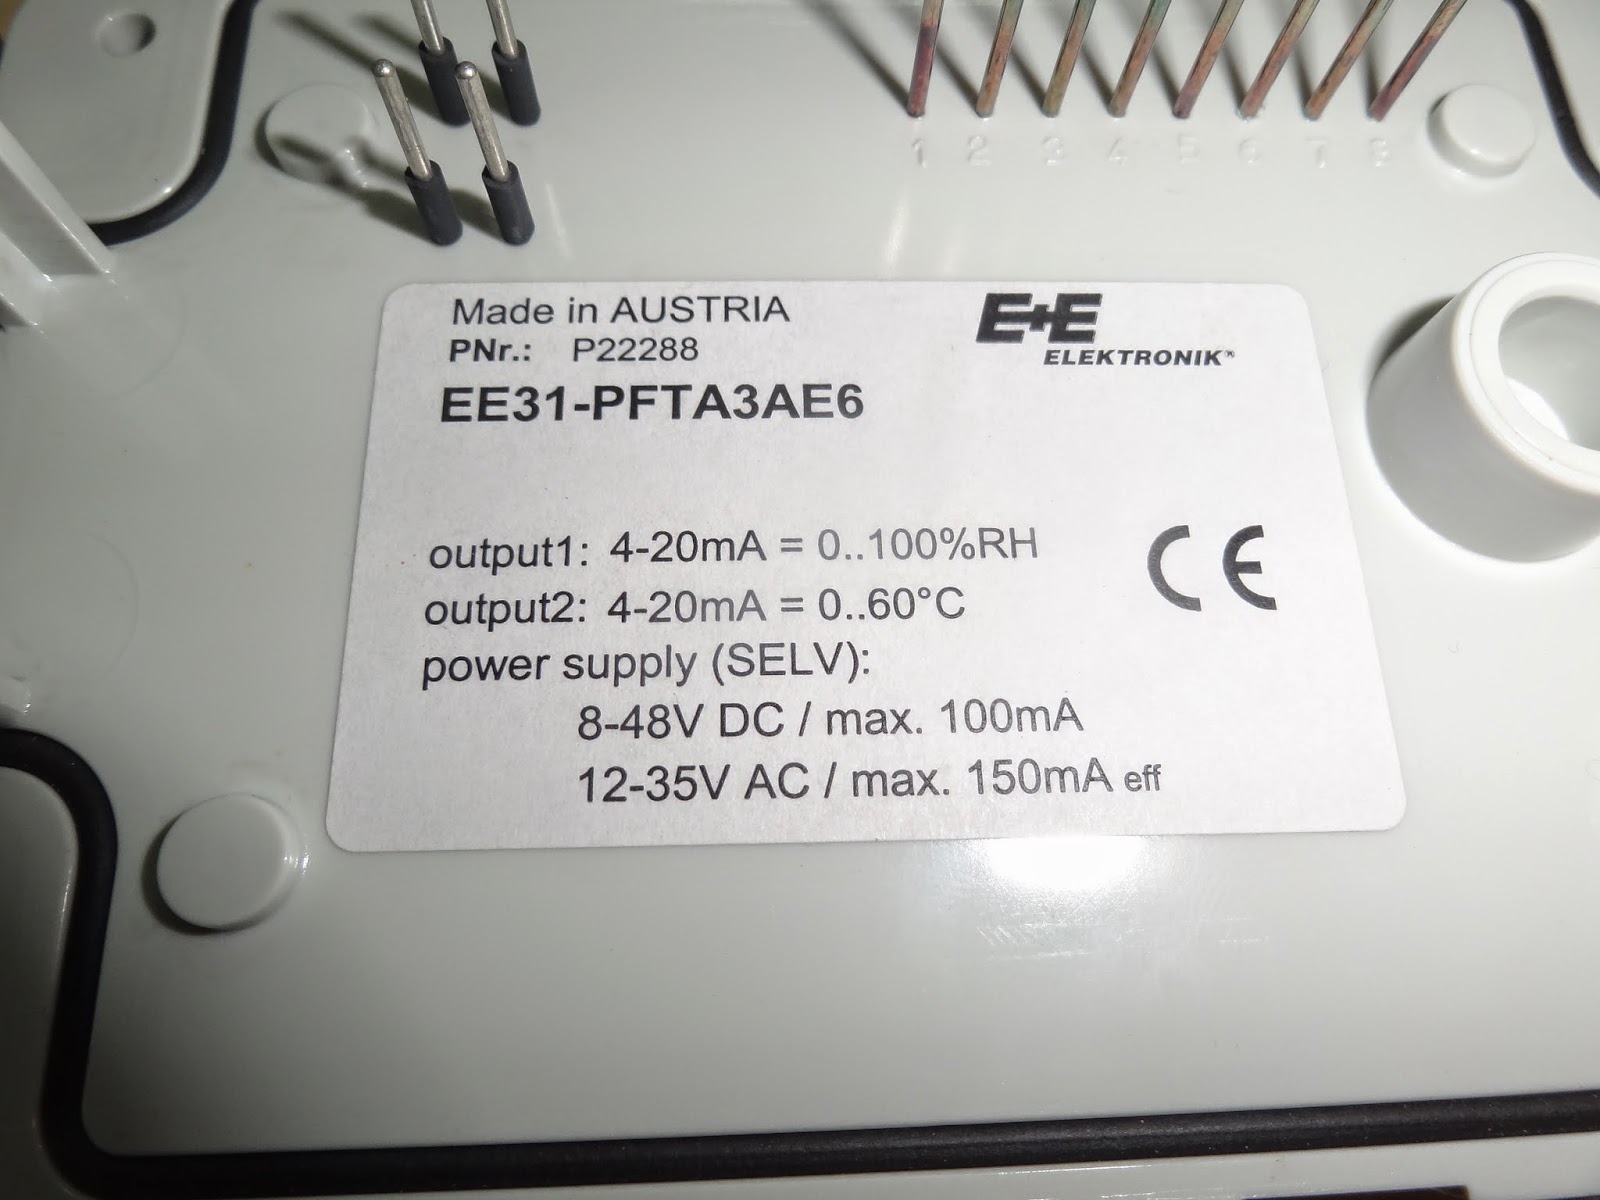 1 2 3 4 5 6 7 8
Made in AUSTRIA
PNr.: P22288
E+E
ELEKTRONIK®
EE31-PFTA3AE6
output1: 4-20mA = 0..100%RH
output2: 4-20mA = 0..60°C
CE
power supply (SELV):
8-48V DC / max. 100mA
12-35V AC / max. 150mA eff